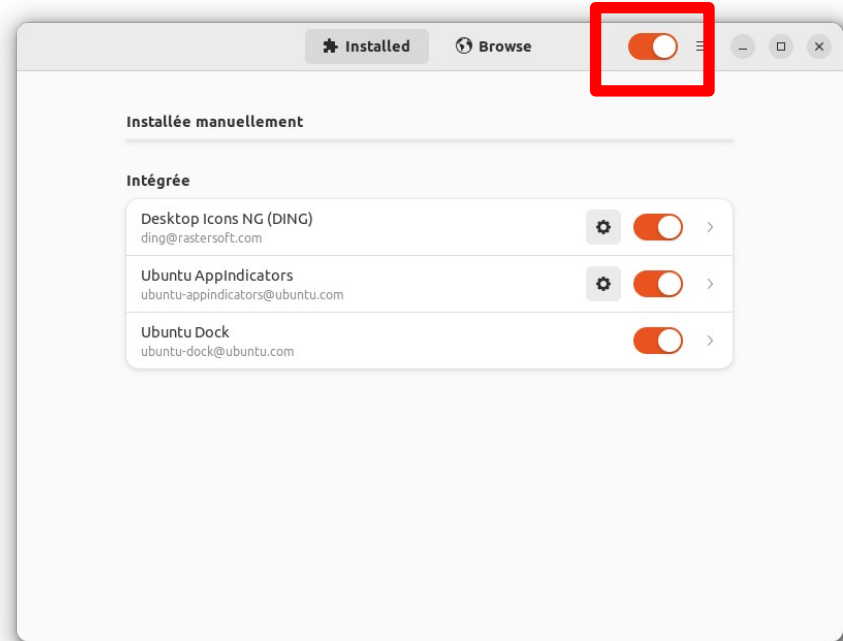 Installed
Browse
Installée manuellement
Intégrée
Desktop Icons NG (DING)
ding@rastersoft.com
Ubuntu AppIndicators
ubuntu-appindicators@ubuntu.com
Ubuntu Dock
ubuntu-dock@ubuntu.com